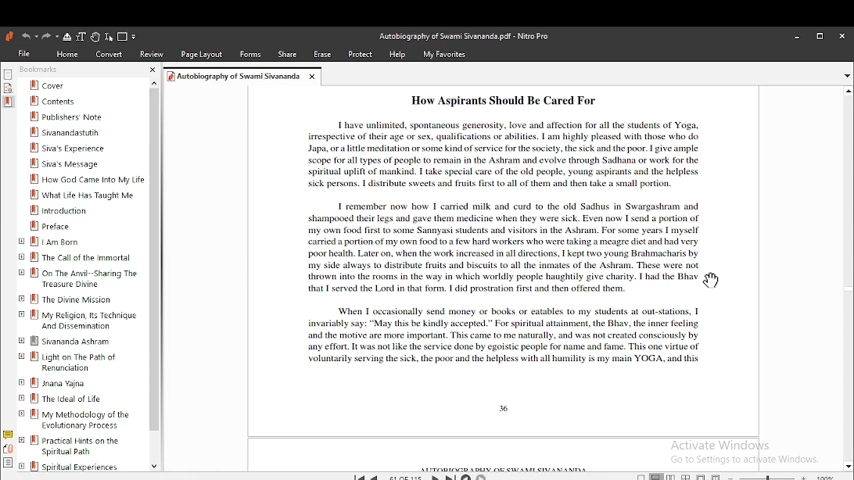 Autobiography of Swami Sivananda.pdf - Nitro Pro
File Home Convert Review Page Layout Forms Share Erase Protect Help My Favorites
Bookmarks
Autobiography of Swami Sivananda
Cover
Contents
Publishers' Note
Sivanandastutih
Siva's Experience
Siva's Message
How God Came Into My Life
What Life Has Taught Me
Introduction
Preface
I Am Born
The Call of the Immortal
On The Anvil--Sharing The
Treasure Divine
The Divine Mission
My Religion, Its Technique
And Dissemination
Sivananda Ashram
Light on The Path of
Renunciation
Jnana Yajna
The Ideal of Life
My Methodology of the
Evolutionary Process
Practical Hints on the
Spiritual Path
Spiritual Experiences
How Aspirants Should Be Cared For
I have unlimited, spontaneous generosity, love and affection for all the students of Yoga,
irrespective of their age or sex, qualifications or abilities. I am highly pleased with those who do
Japa, or a little meditation or some kind of service for the society, the sick and the poor. I give ample
scope for all types of people to remain in the Ashram and evolve through Sadhana or work for the
spiritual uplift of mankind. I take special care of the old people, young aspirants and the helpless
sick persons. I distribute sweets and fruits first to all of them and then take a small portion.
I remember now how I carried milk and curd to the old Sadhus in Swargashram and
shampooed their legs and gave them medicine when they were sick. Even now I send a portion of
my own food first to some Sannyasi students and visitors in the Ashram. For some years I myself
carried a portion of my own food to a few hard workers who were taking a meagre diet and had very
poor health. Later on, when the work increased in all directions, I kept two young Brahmacharis by
my side always to distribute fruits and biscuits to all the inmates of the Ashram. These were not
thrown into the rooms in the way in which worldly people haughtily give charity. I had the Bhav
that I served the Lord in that form. I did prostration first and then offered them.
When I occasionally send money or books or eatables to my students at out-stations, I
invariably say: “May this be kindly accepted.” For spiritual attainment, the Bhav, the inner feeling
and the motive are more important. This came to me naturally, and was not created consciously by
any effort. It was not like the service done by egoistic people for name and fame. This one virtue of
voluntarily serving the sick, the poor and the helpless with all humility is my main YOGA, and this
36
Activate Windows
Go to Settings to activate Windows.
AUTOBIOGRAPHY OF SWAMI SIVANANDA
61 OF 115
100%